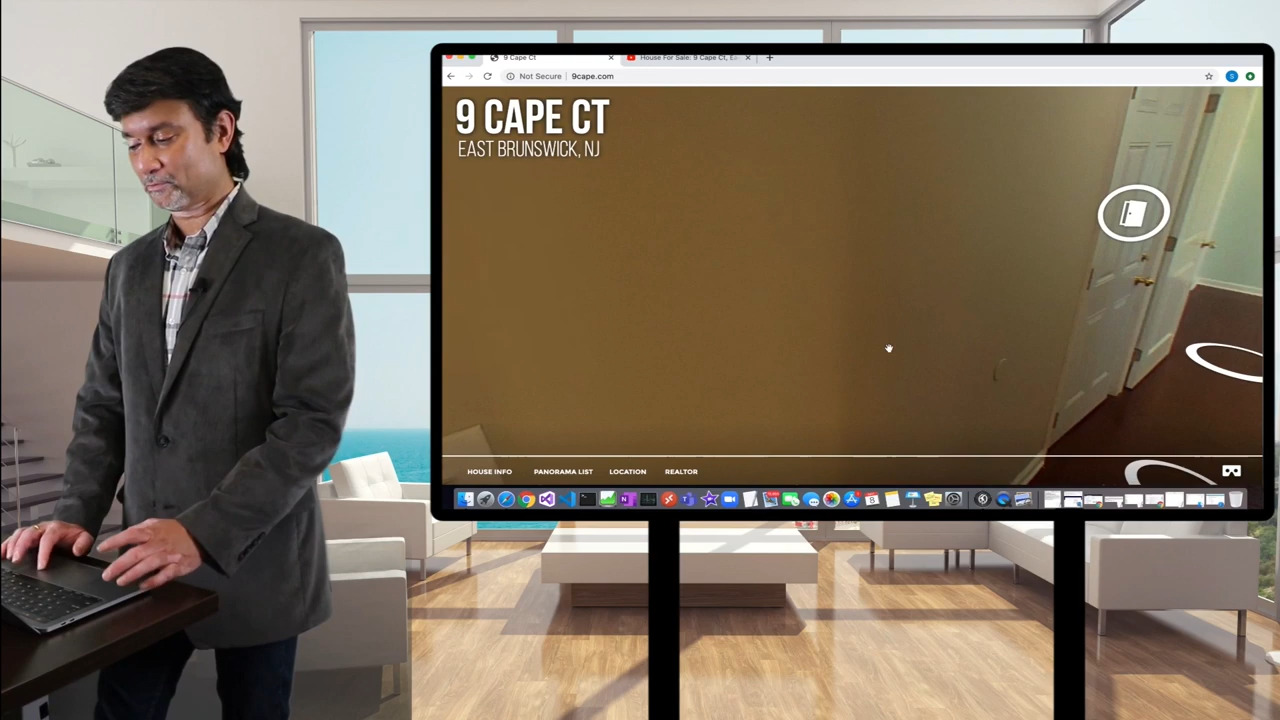 9 Cape Ct
House For Sale: 9 Cape Ct, Ea
Not Secure
9cape.com
S
9 CAPE CT
EAST BRUNSWICK, NJ
HOUSE INFO
PANORAMA LIST
LOCATION
REALTOR
8